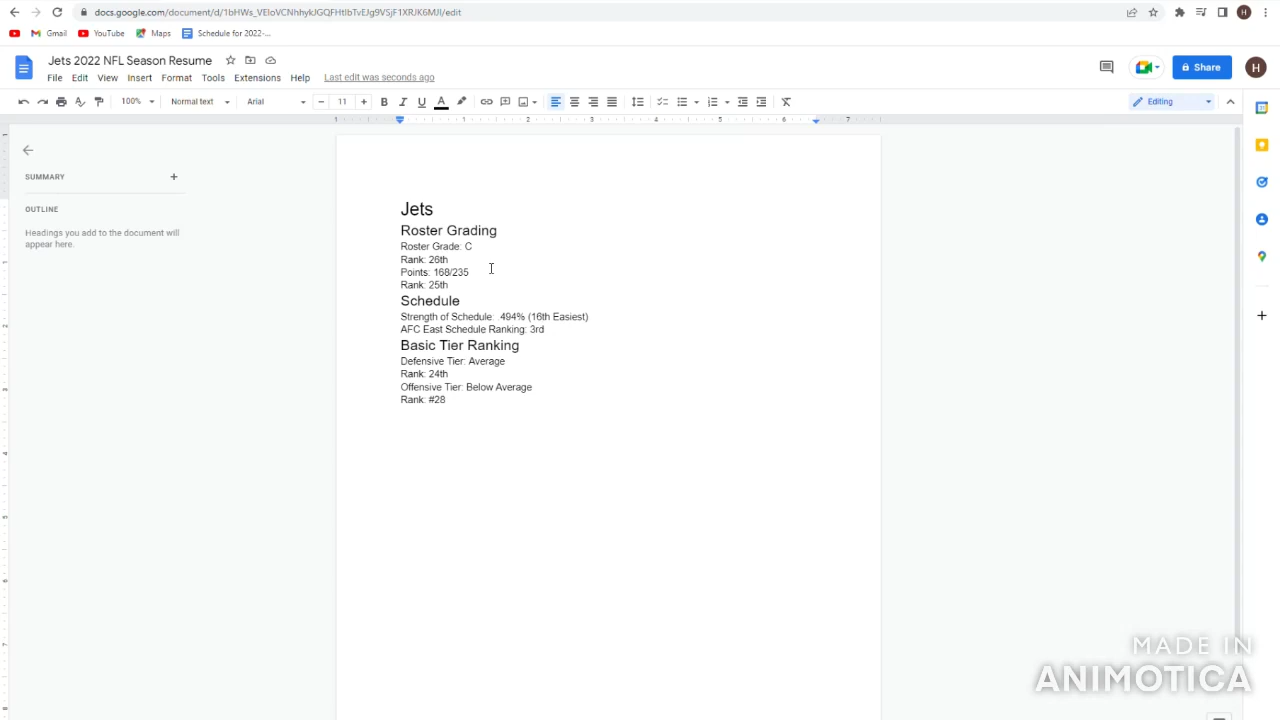 docs.google.com/document/d/1bHWs_VEIoVCNhhykJGQFHtlbTvEJg9VSjF1XRJK6MJI/edit
Gmail YouTube Maps Schedule for 2022-...
Jets 2022 NFL Season Resume
File Edit View Insert Format Tools Extensions Help Last edit was seconds ago
Share H
100% Normal text Arial 11 Editing
SUMMARY
OUTLINE
Headings you add to the document will
appear here.
Jets
Roster Grading
Roster Grade: C
Rank: 26th
Points: 168/235
Rank: 25th
Schedule
Strength of Schedule: .494% (16th Easiest)
AFC East Schedule Ranking: 3rd
Basic Tier Ranking
Defensive Tier: Average
Rank: 24th
Offensive Tier: Below Average
Rank: #28
MADE IN
ANIMOTICA